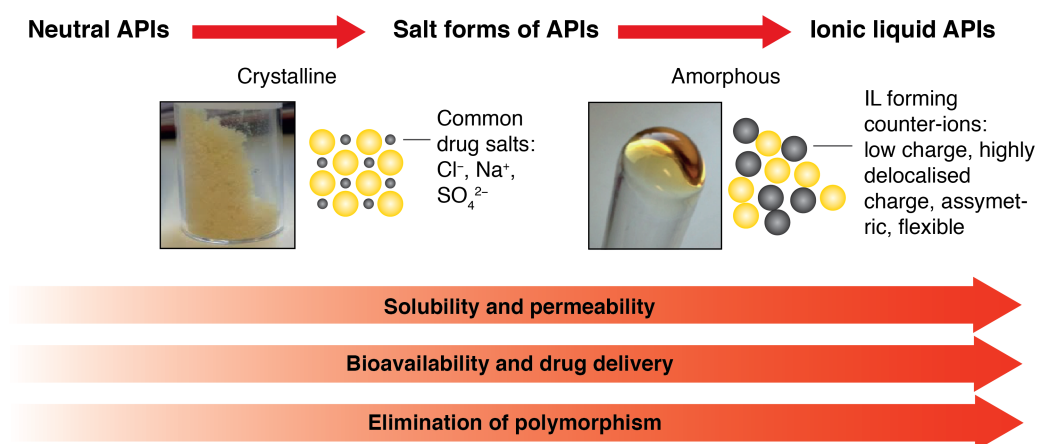 Neutral APIs
Salt forms of APIs
Ionic liquid APIs
Crystalline
Common
drug salts:
Cl⁻, Na⁺,
SO₄²⁻
Amorphous
IL forming
counter-ions:
low charge, highly
delocalised
charge, assymet-
ric, flexible
Solubility and permeability
Bioavailability and drug delivery
Elimination of polymorphism